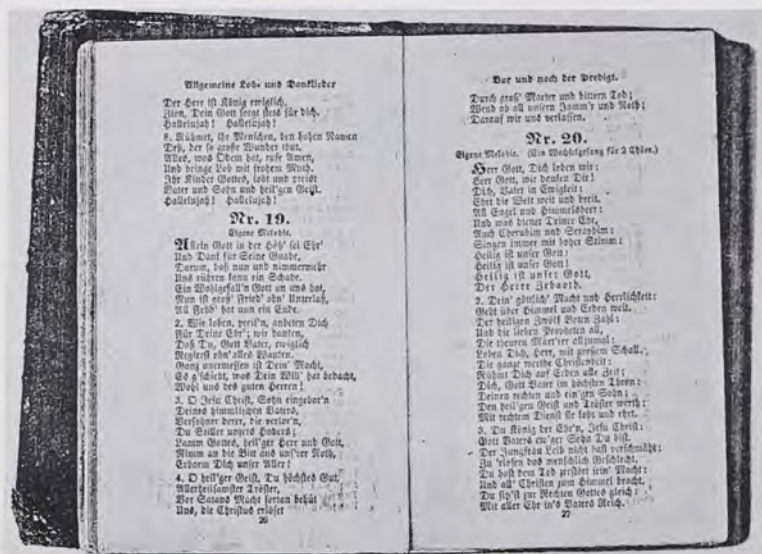 Allgemeine Lob- und Danklieder
Der Herr ist König ewiglich,
Zion, Dein Gott sorgt stets für dich.
Hallelujah! Hallelujah!
6. Rühmet, ihr Menschen, den hohen Namen
Deß, der so große Wunder thut.
Alles, was Odem hat, rufe Amen,
Und bringe Lob mit frohem Muth.
Ihr Kinder Gottes, lobt und preist
Vater und Sohn und heil'gen Geist.
Hallelujah! Hallelujah!
Nr. 19.
Eigene Melodie.
Allein Gott in der Höh' sei Ehr'
Und Dank für Seine Gnade,
Darum, daß nun und nimmermehr
Uns rühren kann ein Schade.
Ein Wohlgefall'n Gott an uns hat,
Nun ist groß' Fried' ohn' Unterlaß,
All Fehd' hat nun ein Ende.
2. Wir loben, preis'n, anbeten Dich
Für Deine Ehr'; wir danken,
Daß Du, Gott Vater, ewiglich
Regierst ohn' alles Wanken.
Ganz unermessen ist Dein' Macht,
Es g'schieht, was Dein Will' hat bedacht,
Wohl uns des guten Herren!
3. O Jesu Christ, Sohn eingebor'n
Deines himmlischen Vaters,
Versohner derer, die verlor'n,
Du Stiller unsers Haders;
Lamm Gottes, heil'ger Herr und Gott,
Nimm an die Bitt aus uns'rer Noth,
Erbarm Dich unser Aller!
4. O heil'ger Geist, Du höchstes Gut,
Allerheilsamster Tröster,
Vor Satans Macht fortan behüt
Uns, die Christus erlöset
26
Vor und nach der Predigt.
Durch groß' Marter und bittern Tod;
Wend ab all unsern Jamm'r und Noth;
Darauf wir uns verlassen.
Nr. 20.
Eigene Melodie. (Ein Wechselgesang für 2 Chöre.)
Herr Gott, Dich loben wir:
Herr Gott, wir danken Dir!
Dich, Vater in Ewigkeit:
Ehrt die Welt weit und breit.
All Engel und Himmelsheer:
Und was dienet Deiner Ehr,
Auch Cherubim und Seraphim:
Singen immer mit hoher Stimm:
Heilig ist unser Gott:
Heilig ist unser Gott!
Heilig ist unser Gott,
Der Herre Zebaoth.
2. Dein' göttlich' Macht und Herrlichkeit:
Geht über Himmel und Erden weit.
Der heiligen Zwölf Boten Zahl:
Und die lieben Propheten all,
Die theuren Märt'rer allzumal:
Loben Dich, Herr, mit großem Schall.
Die ganze werthe Christenheit:
Rühmt Dich auf Erden alle Zeit:
Dich, Gott Vater im höchsten Thron:
Deinen rechten und ein'gen Sohn;
Den heil'gen Geist und Tröster werth:
Mit rechtem Dienst sie lobt und ehrt.
3. Du König der Ehr'n, Jesu Christ:
Gott Vaters ew'ger Sohn Du bist.
Der Jungfrau Leib nicht hast verschmäht:
Zu 'rlösen das menschlich Geschlecht.
Du hast dem Tod zerstört sein' Macht:
Und all' Christen zum Himmel bracht.
Du sitz'st zur Rechten Gottes gleich:
Mit aller Ehr in's Vaters Reich.
27